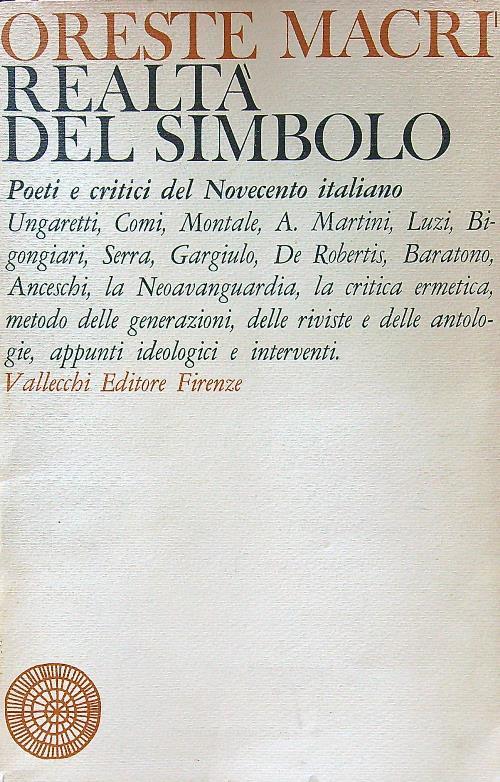 ORESTE MACRÍ
REALTÀ
DEL SIMBOLO
Poeti e critici del Novecento italiano
Ungaretti, Comi, Montale, A. Martini, Luzi, Bi-
gongiari, Serra, Gargiulo, De Robertis, Baratono,
Anceschi, la Neoavanguardia, la critica ermetica,
metodo delle generazioni, delle riviste e delle antolo-
gie, appunti ideologici e interventi.
Vallecchi Editore Firenze